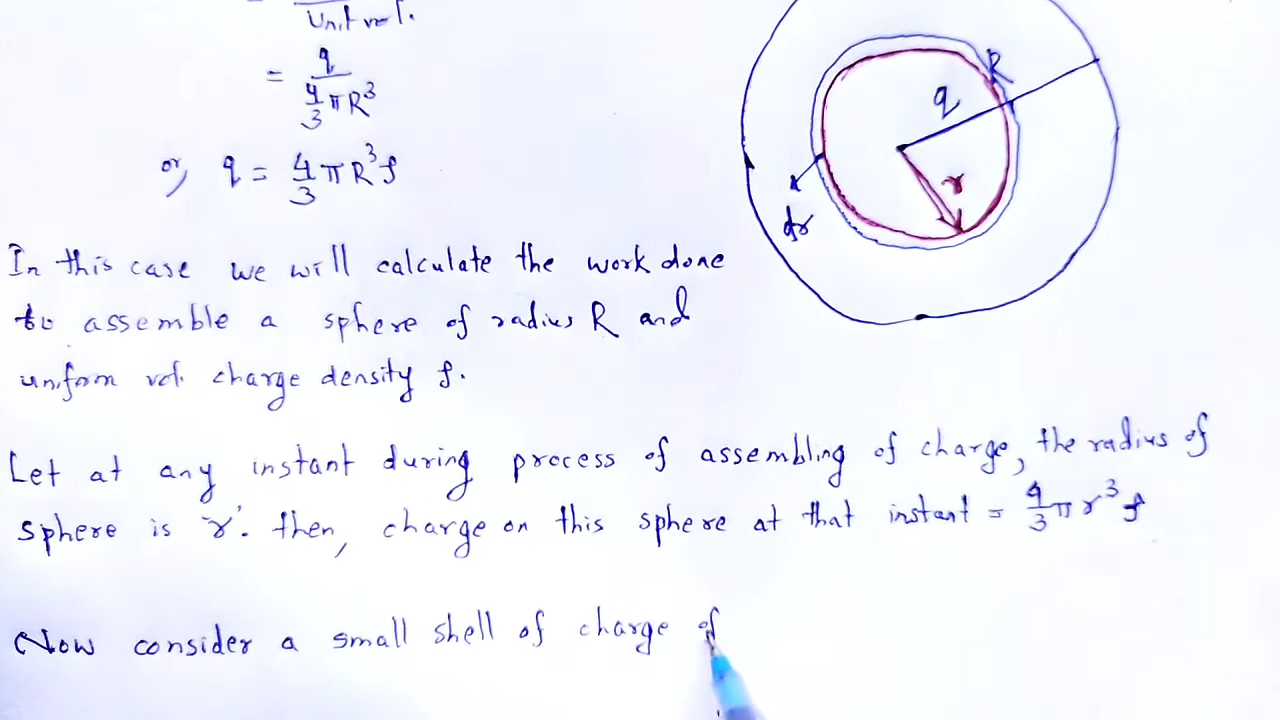 = 
Unit vol.
= q / 4/3 πR³
or, q = 4/3 πR³ρ
R
q
r
dr
In this case we will calculate the work done
to assemble a sphere of radius R and
uniform vol. charge density ρ.
Let at any instant during process of assembling of charge, the radius of
sphere is 'r'. then, charge on this sphere at that instant = 4/3 πr³ρ
Now consider a small shell of charge of